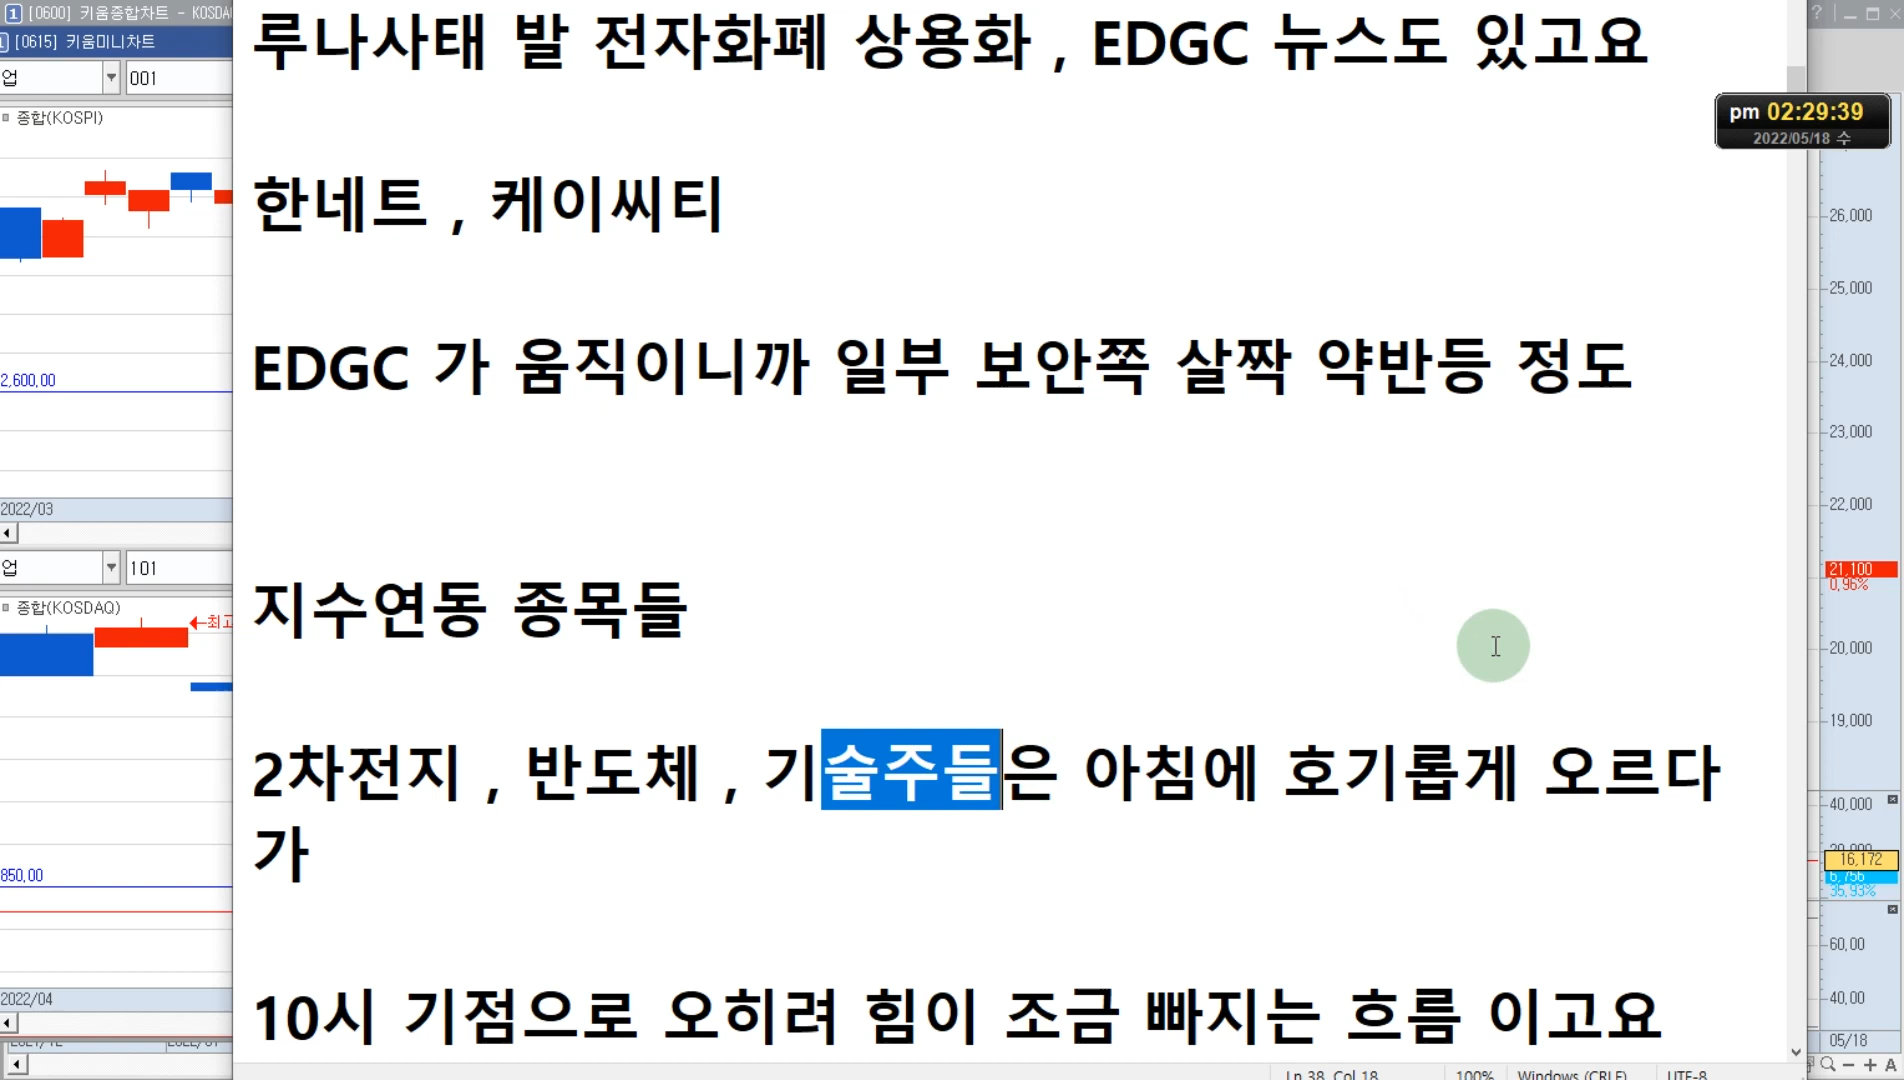 [0600] 키움종합차트 - KOSDA
[0615] 키움미니차트
업 001
종합(KOSPI)
2,600,00
2022/03
업 101
종합(KOSDAQ)
←최고
850,00
2022/04
루나사태 발 전자화폐 상용화 , EDGC 뉴스도 있고요
한네트 , 케이씨티
EDGC 가 움직이니까 일부 보안쪽 살짝 약반등 정도
지수연동 종목들
2차전지 , 반도체 , 기술주들은 아침에 호기롭게 오르다
가
10시 기점으로 오히려 힘이 조금 빠지는 흐름 이고요
Ln 38, Col 18 100% Windows (CRLF) UTF-8
pm 02:29:39
2022/05/18 수
26,000
25,000
24,000
23,000
22,000
21,100
0,96%
20,000
19,000
40,000
16,172
6,756
35,93%
60,00
40,00
05/18